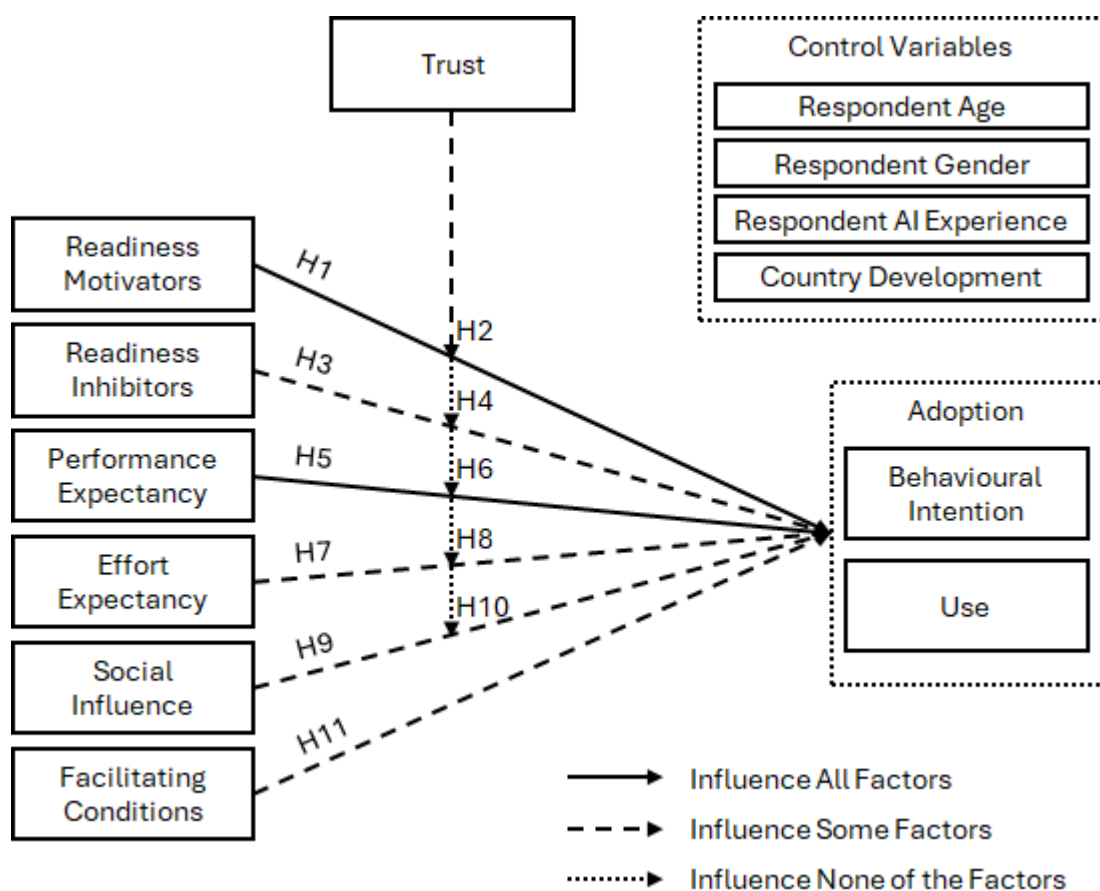 Trust
Control Variables
Respondent Age
Respondent Gender
Respondent AI Experience
Country Development
Readiness
Motivators
Readiness
Inhibitors
Performance
Expectancy
Effort
Expectancy
Social
Influence
Facilitating
Conditions
H1
H2
H3
H4
H5
H6
H7
H8
H9
H10
H11
Adoption
Behavioural
Intention
Use
Influence All Factors
Influence Some Factors
Influence None of the Factors